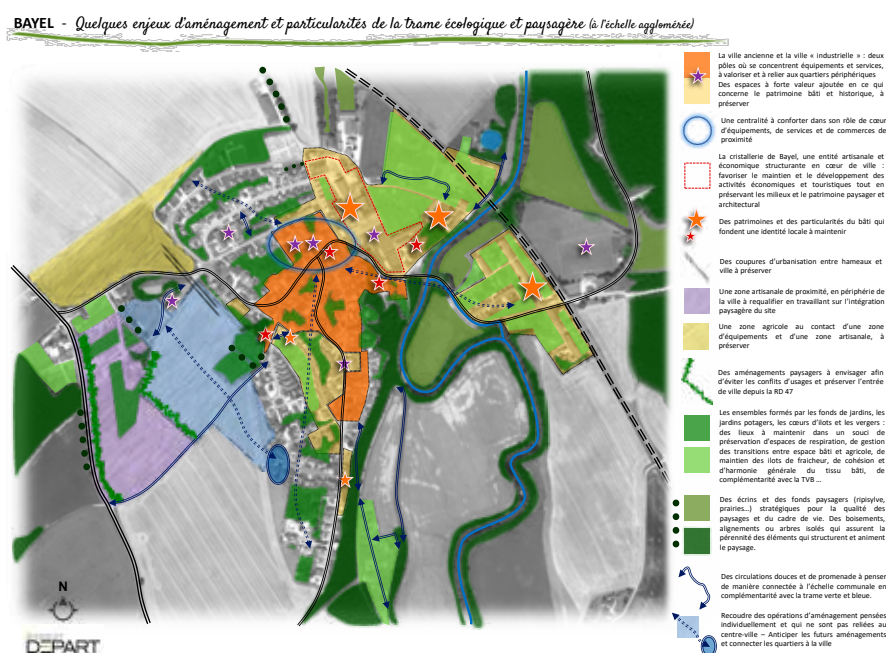 BAYEL - Quelques enjeux d'aménagement et particularités de la trame écologique et paysagère (à l'échelle agglomérée)
La ville ancienne et la ville « industrielle » : deux
pôles où se concentrent équipements et services,
à valoriser et à relier aux quartiers périphériques
Des espaces à forte valeur ajoutée en ce qui
concerne le patrimoine bâti et historique, à
préserver
Une centralité à conforter dans son rôle de cœur
d'équipements, de services et de commerces de
proximité
La cristallerie de Bayel, une entité artisanale et
économique structurante en cœur de ville :
favoriser le maintien et le développement des
activités économiques et touristiques tout en
préservant les milieux et le patrimoine paysager et
architectural
Des patrimoines et des particularités du bâti qui
fondent une identité locale à maintenir
Des coupures d'urbanisation entre hameaux et
ville à préserver
Une zone artisanale de proximité, en périphérie de
la ville à requalifier en travaillant sur l'intégration
paysagère du site
Une zone agricole au contact d'une zone
d'équipements et d'une zone artisanale, à
préserver
Des aménagements paysagers à envisager afin
d'éviter les conflits d'usages et préserver l'entrée
de ville depuis la RD 47
Les ensembles formés par les fonds de jardins, les
jardins potagers, les cœurs d'ilots et les vergers :
des lieux à maintenir dans un souci de
préservation d'espaces de respiration, de gestion
des transitions entre espace bâti et agricole, de
maintien des ilots de fraicheur, de cohésion et
d'harmonie générale du tissu bâti, de
complémentarité avec la TVB ...
Des écrins et des fonds paysagers (ripisylve,
prairies...) stratégiques pour la qualité des
paysages et du cadre de vie. Des boisements,
alignements ou arbres isolés qui assurent la
pérennité des éléments qui structurent et animent
le paysage.
Des circulations douces et de promenade à penser
de manière connectée à l'échelle communale en
complémentarité avec la trame verte et bleue.
Recoudre des opérations d'aménagement pensées
individuellement et qui ne sont pas reliées au
centre-ville – Anticiper les futurs aménagements
et connecter les quartiers à la ville
N
DEPART